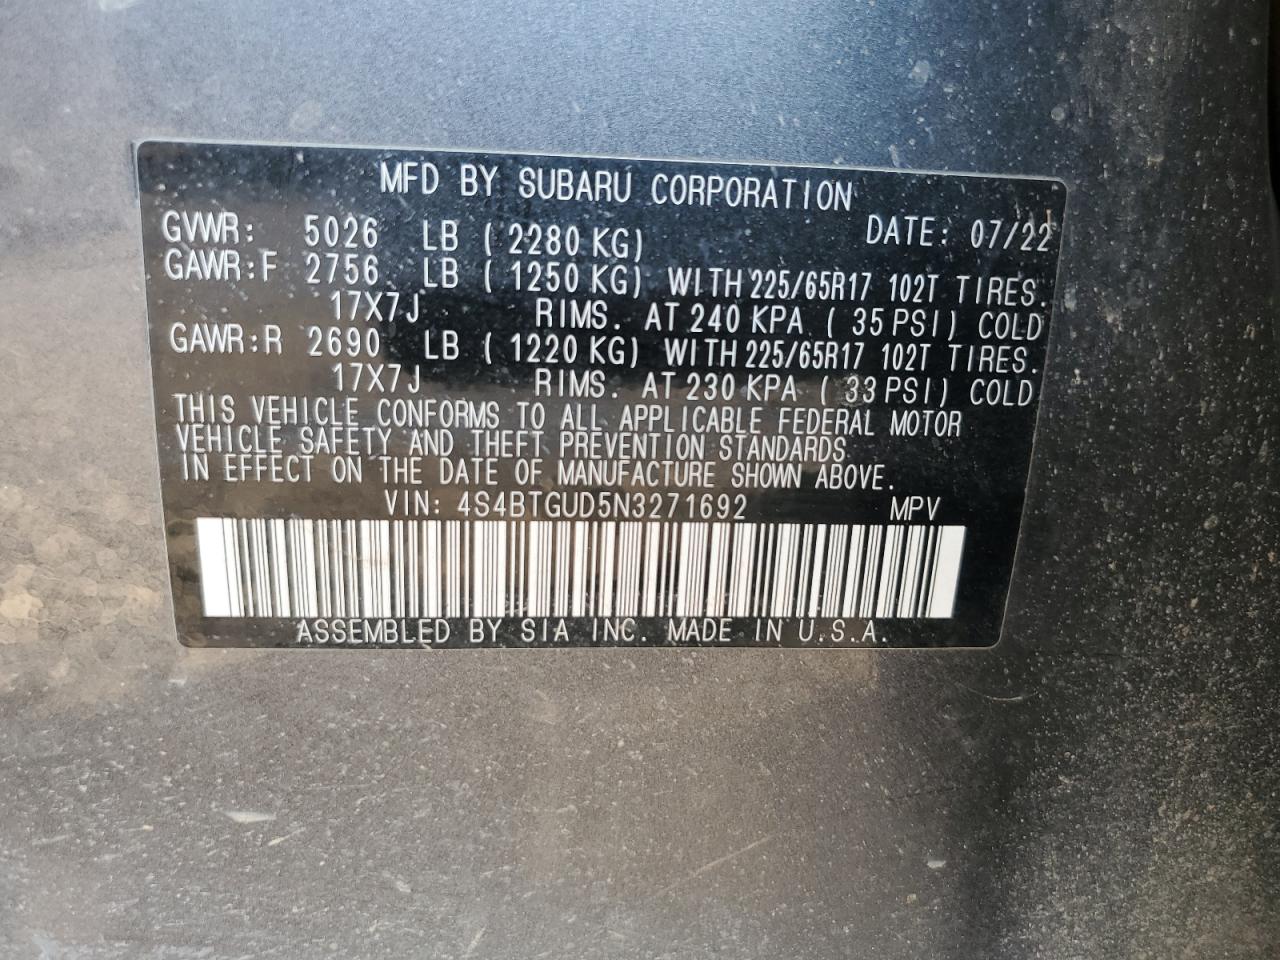 MFD BY SUBARU CORPORATION
GVWR: 5026 LB ( 2280 KG) DATE: 07/22
GAWR:F 2756 LB ( 1250 KG) WITH 225/65R17 102T TIRES.
17X7J RIMS. AT 240 KPA ( 35 PSI) COLD
GAWR:R 2690 LB ( 1220 KG) WITH 225/65R17 102T TIRES.
17X7J RIMS. AT 230 KPA ( 33 PSI) COLD
THIS VEHICLE CONFORMS TO ALL APPLICABLE FEDERAL MOTOR
VEHICLE SAFETY AND THEFT PREVENTION STANDARDS
IN EFFECT ON THE DATE OF MANUFACTURE SHOWN ABOVE.
VIN: 4S4BTGUD5N3271692 MPV
ASSEMBLED BY SIA INC. MADE IN U.S.A.